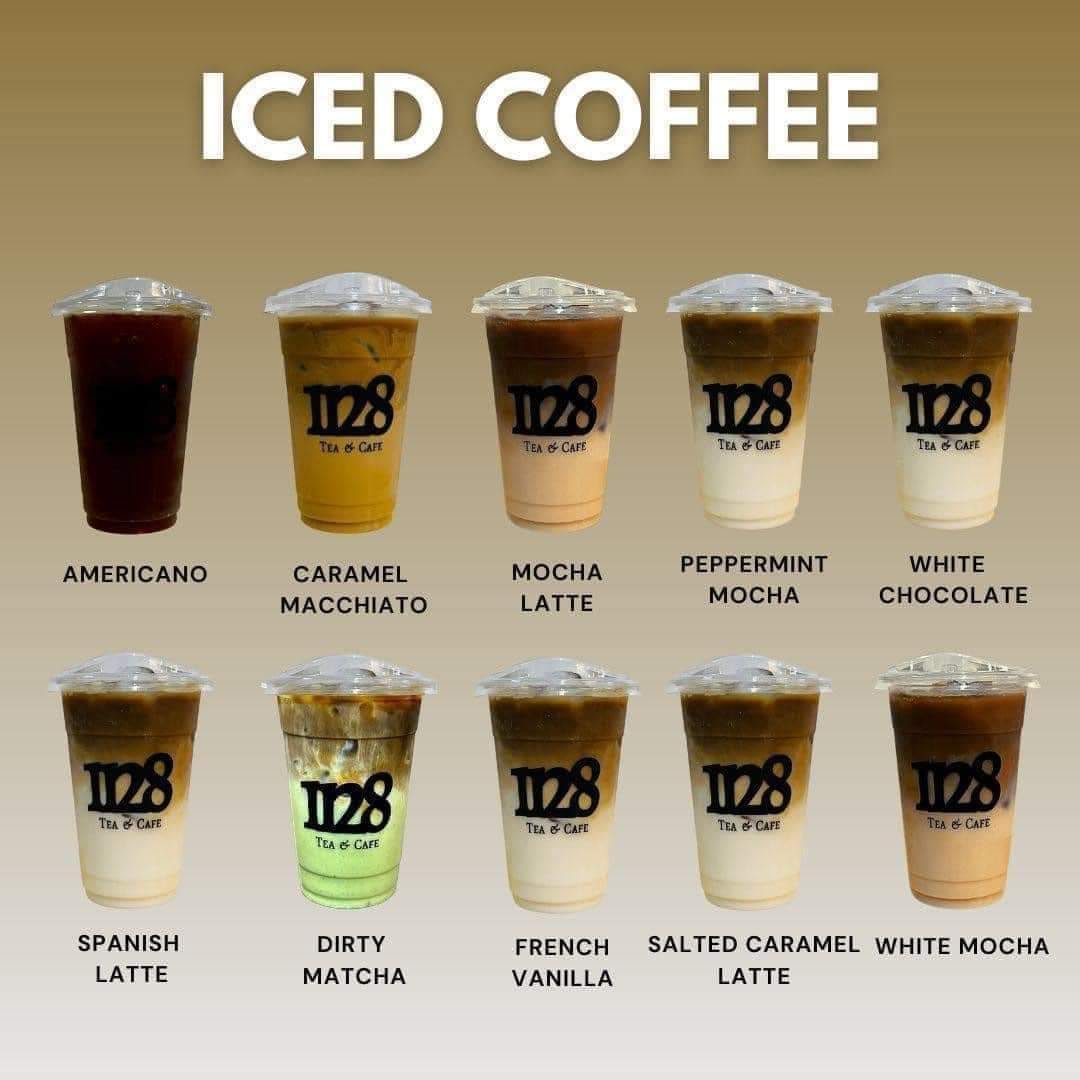 ICED COFFEE
1128
1128
TEA & CAFE
1128
TEA & CAFE
1128
TEA & CAFE
1128
TEA & CAFE
AMERICANO
CARAMEL
MACCHIATO
MOCHA
LATTE
PEPPERMINT
MOCHA
WHITE
CHOCOLATE
1128
TEA & CAFE
1128
TEA & CAFE
1128
TEA & CAFE
1128
TEA & CAFE
1128
TEA & CAFE
SPANISH
LATTE
DIRTY
MATCHA
FRENCH
VANILLA
SALTED CARAMEL
LATTE
WHITE MOCHA